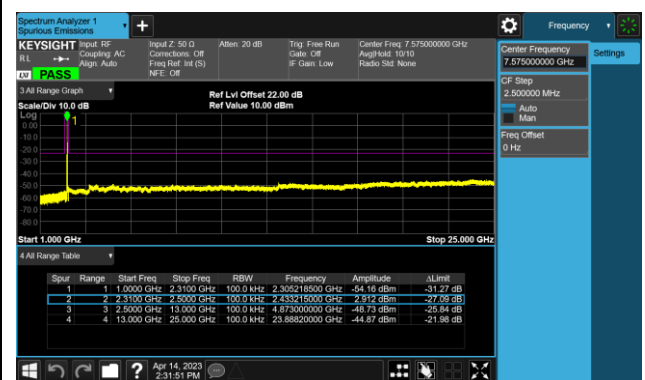 Spectrum Analyzer 1
Spurious Emissions
Frequency
KEYSIGHT
Input: RF
Coupling: AC
Align: Auto
Input Z: 50 Ω
Corrections: Off
Freq Ref: Int (S)
NFE: Off
Atten: 20 dB
Trig: Free Run
Gate: Off
IF Gain: Low
Center Freq: 7.575000000 GHz
Avg|Hold: 10/10
Radio Std: None
R L
LXI
PASS
Center Frequency
7.575000000 GHz
Settings
CF Step
2.500000 MHz
Auto
Man
Freq Offset
0 Hz
3 All Range Graph
Scale/Div 10.0 dB
Ref Lvl Offset 22.00 dB
Ref Value 10.00 dBm
Log
1
0.00
-10.0
-20.0
-30.0
-40.0
-50.0
-60.0
-70.0
-80.0
Start 1.000 GHz
Stop 25.000 GHz
4 All Range Table
Spur Range Start Freq Stop Freq RBW Frequency Amplitude ΔLimit
1 1 1.0000 GHz 2.3100 GHz 100.0 kHz 2.305218500 GHz -54.16 dBm -31.27 dB
2 2 2.3100 GHz 2.5000 GHz 100.0 kHz 2.433215000 GHz 2.912 dBm -27.09 dB
3 3 2.5000 GHz 13.000 GHz 100.0 kHz 4.873000000 GHz -48.73 dBm -25.84 dB
4 4 13.000 GHz 25.000 GHz 100.0 kHz 23.88820000 GHz -44.87 dBm -21.98 dB
Apr 14, 2023
2:31:51 PM